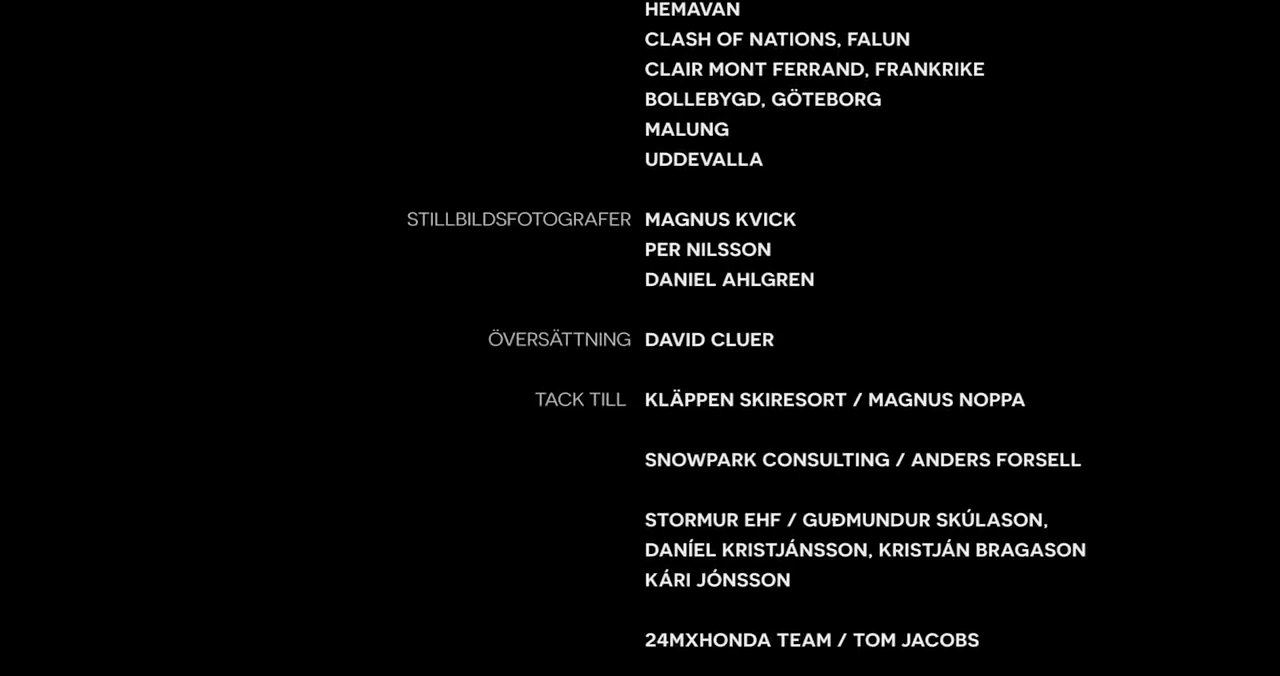 HEMAVAN
CLASH OF NATIONS, FALUN
CLAIR MONT FERRAND, FRANKRIKE
BOLLEBYGD, GÖTEBORG
MALUNG
UDDEVALLA
STILLBILDSFOTOGRAFER MAGNUS KVICK
PER NILSSON
DANIEL AHLGREN
ÖVERSÄTTNING DAVID CLUER
TACK TILL KLÄPPEN SKIRESORT / MAGNUS NOPPA
SNOWPARK CONSULTING / ANDERS FORSELL
STORMUR EHF / GUÐMUNDUR SKÚLASON,
DANÍEL KRISTJÁNSSON, KRISTJÁN BRAGASON
KÁRI JÓNSSON
24MXHONDA TEAM / TOM JACOBS